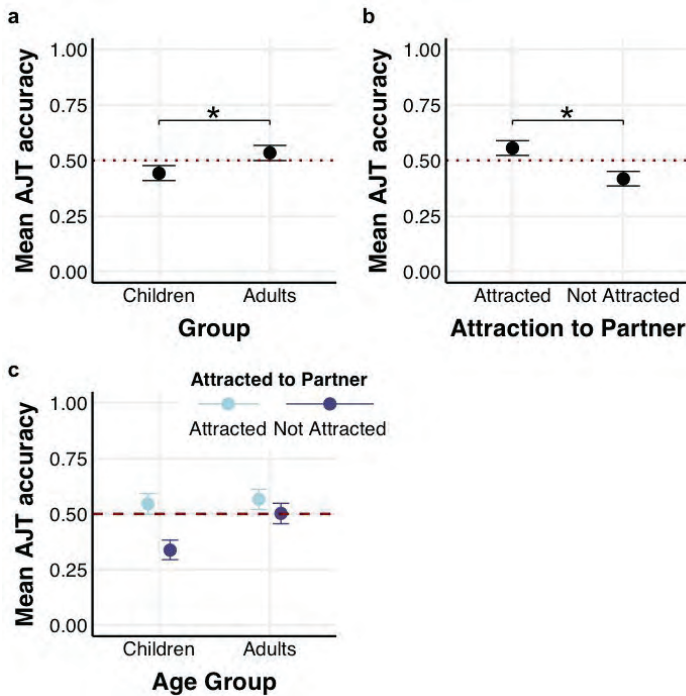 a
Mean AJT accuracy
1.00
0.75
0.50
0.25
0.00
*
Children Adults
Group
b
Mean AJT accuracy
1.00
0.75
0.50
0.25
0.00
*
Attracted Not Attracted
Attraction to Partner
c
Attracted to Partner
Attracted Not Attracted
Mean AJT accuracy
1.00
0.75
0.50
0.25
0.00
Children Adults
Age Group